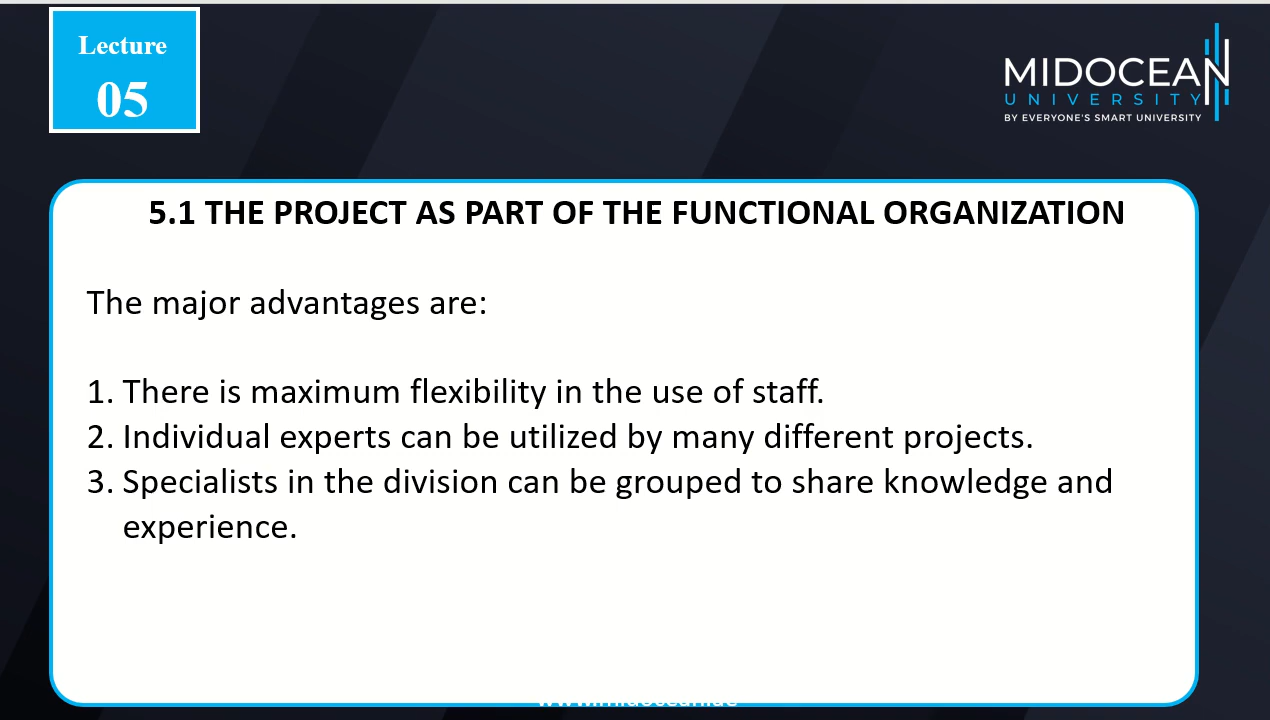 Lecture
05
MIDOCEAN
UNIVERSITY
BY EVERYONE'S SMART UNIVERSITY
5.1 THE PROJECT AS PART OF THE FUNCTIONAL ORGANIZATION
The major advantages are:
1. There is maximum flexibility in the use of staff.
2. Individual experts can be utilized by many different projects.
3. Specialists in the division can be grouped to share knowledge and
experience.